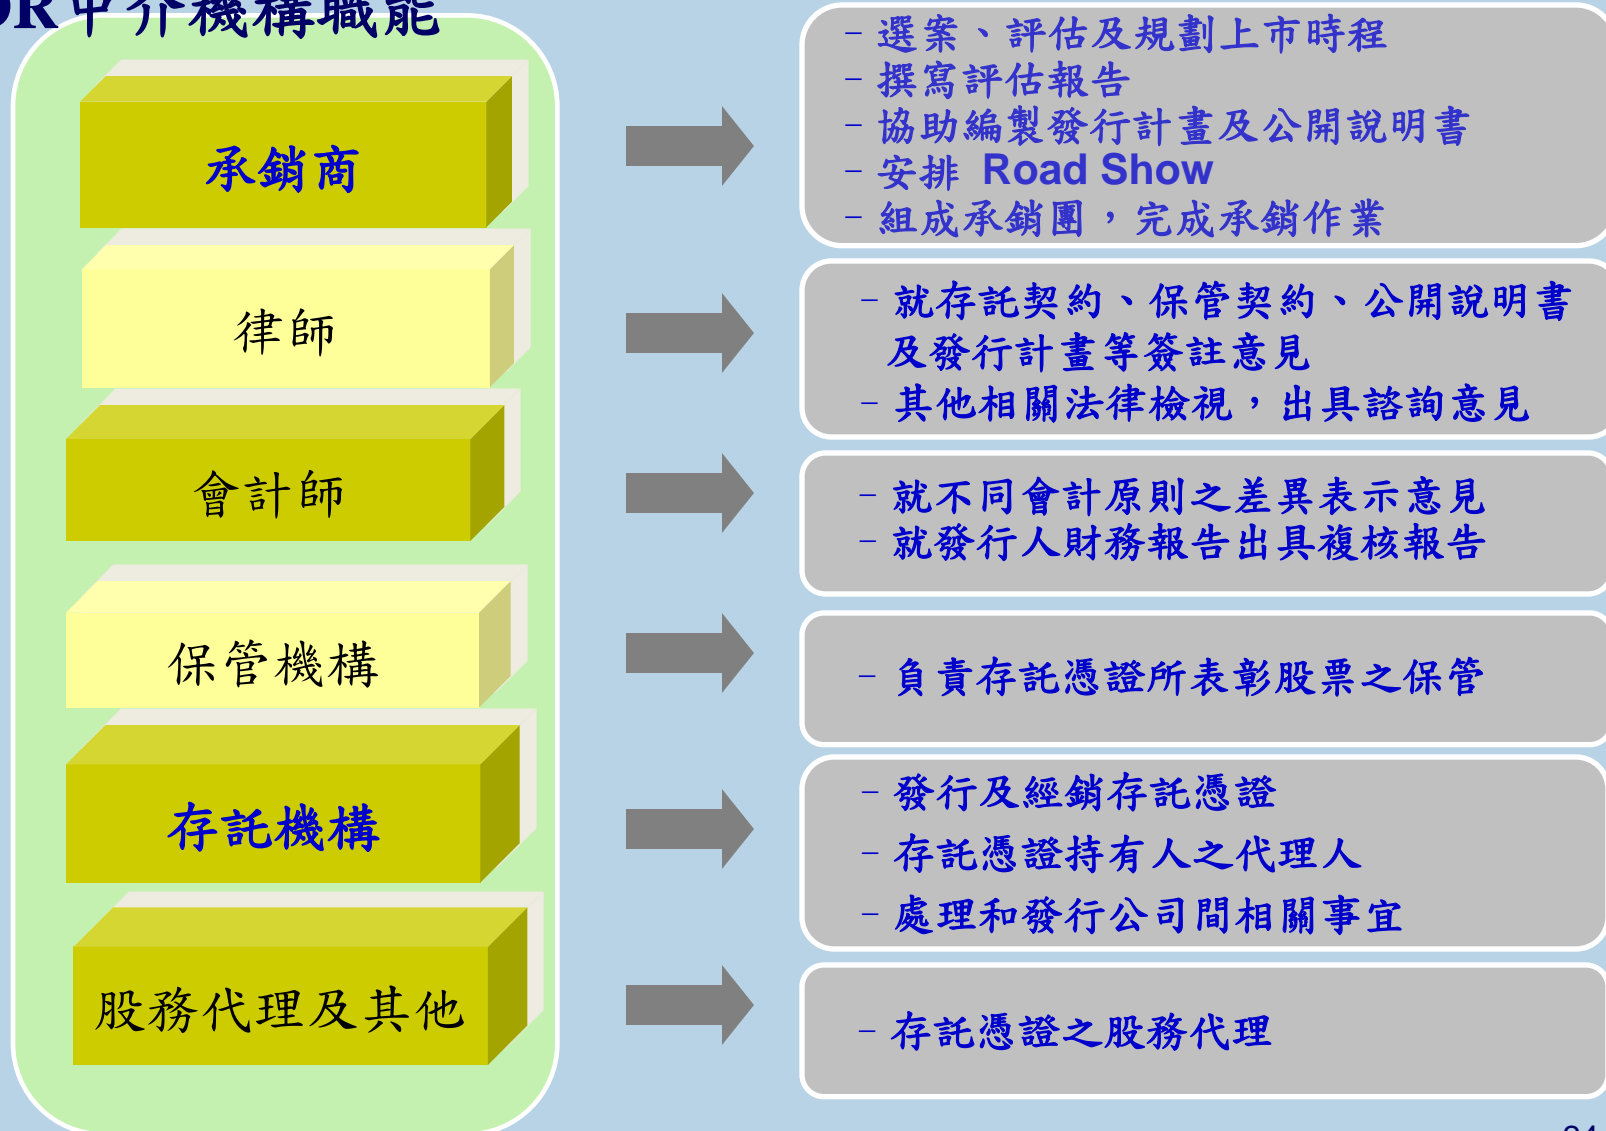 DR中介機構職能
承銷商
－選案、評估及規劃上市時程
－撰寫評估報告
－協助編製發行計畫及公開說明書
－安排 Road Show
－組成承銷團，完成承銷作業
律師
－就存託契約、保管契約、公開說明書
及發行計畫等簽註意見
－其他相關法律檢視，出具諮詢意見
會計師
－就不同會計原則之差異表示意見
－就發行人財務報告出具複核報告
保管機構
－負責存託憑證所表彰股票之保管
存託機構
－發行及經銷存託憑證
－存託憑證持有人之代理人
－處理和發行公司間相關事宜
股務代理及其他
－存託憑證之股務代理